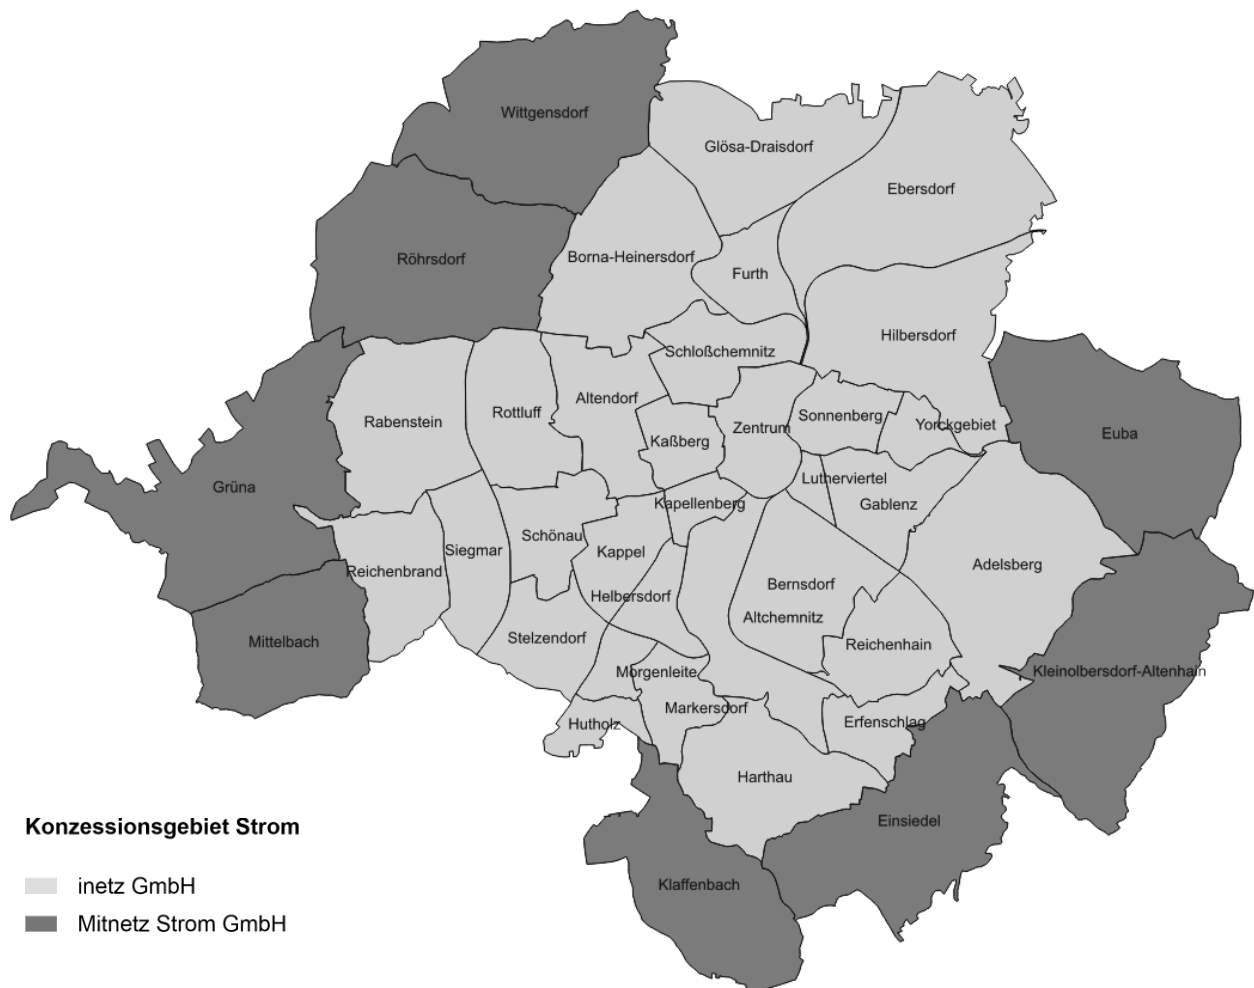 Wittgensdorf
Glösa-Draisdorf
Ebersdorf
Röhrsdorf
Borna-Heinersdorf
Furth
Hilbersdorf
Schloßchemnitz
Altendorf
Rottluff
Rabenstein
Sonnenberg
Zentrum
Kaßberg
Yorckgebiet
Euba
Grüna
Lutherviertel
Gablenz
Kapellenberg
Schönau
Siegmar
Kappel
Adelsberg
Reichenbrand
Bernsdorf
Helbersdorf
Altchemnitz
Stelzendorf
Mittelbach
Reichenhain
Morgenleite
Kleinolbersdorf-Altenhain
Markersdorf
Hutholz
Erfenschlag
Harthau
Einsiedel
Klaffenbach
Konzessionsgebiet Strom
inetz GmbH
Mitnetz Strom GmbH